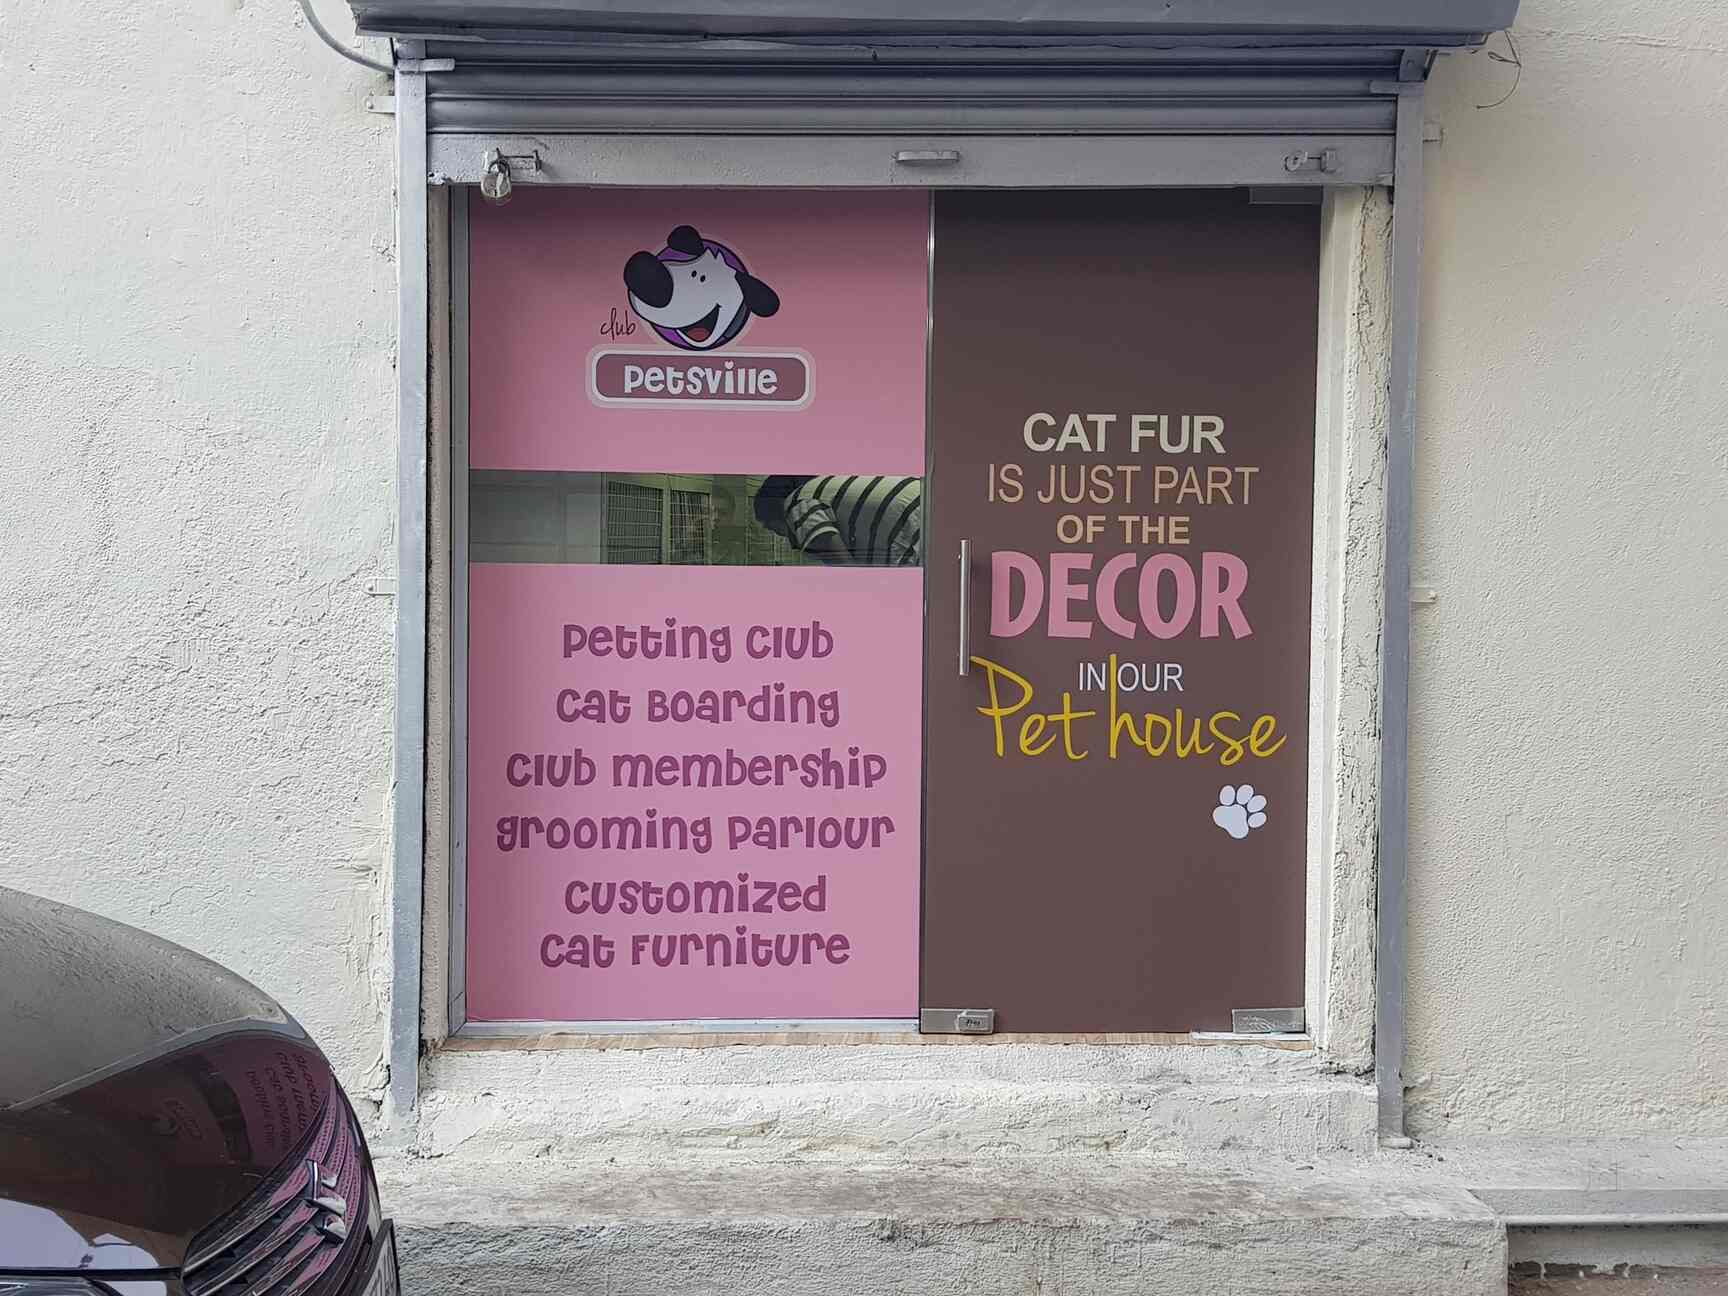 club
Petsville
Petting Club
Cat Boarding
Club membership
grooming Parlour
Customized
Cat Furniture
CAT FUR
IS JUST PART
OF THE
DECOR
IN OUR
Pet house